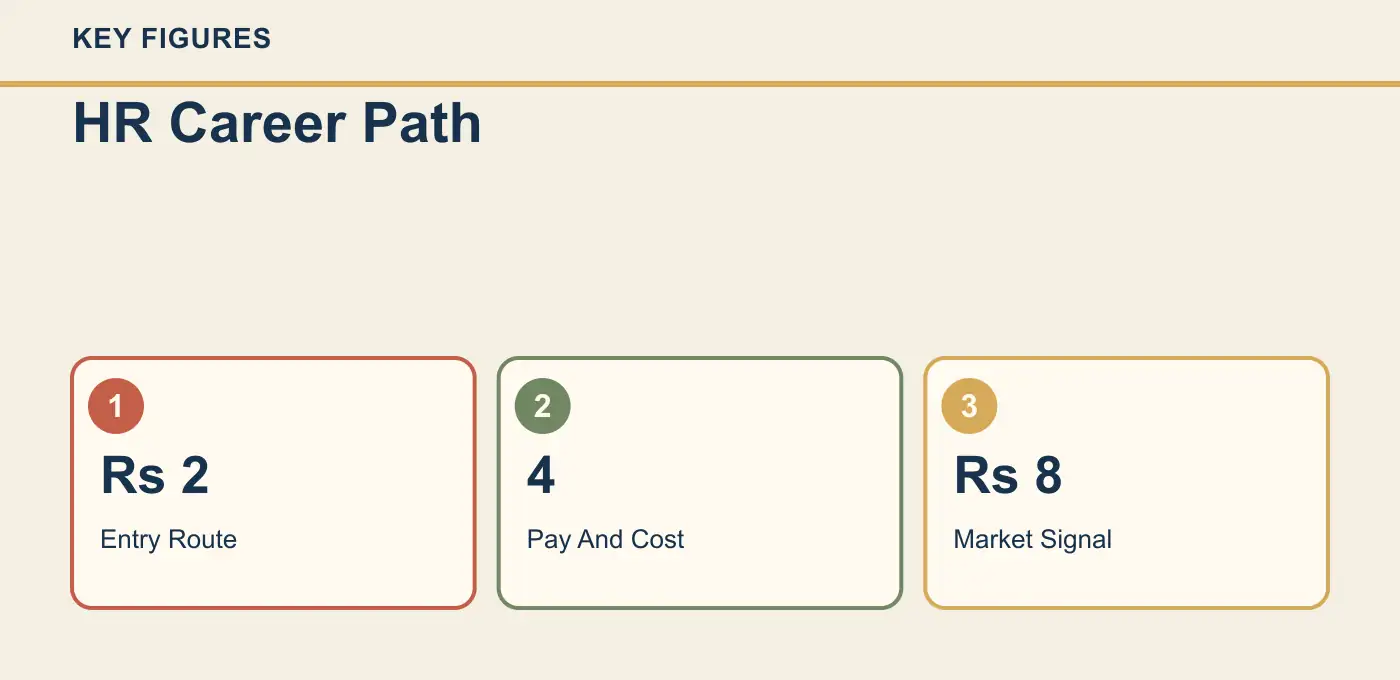 KEY FIGURES
HR Career Path
1
Rs 2
Entry Route
2
4
Pay And Cost
3
Rs 8
Market Signal